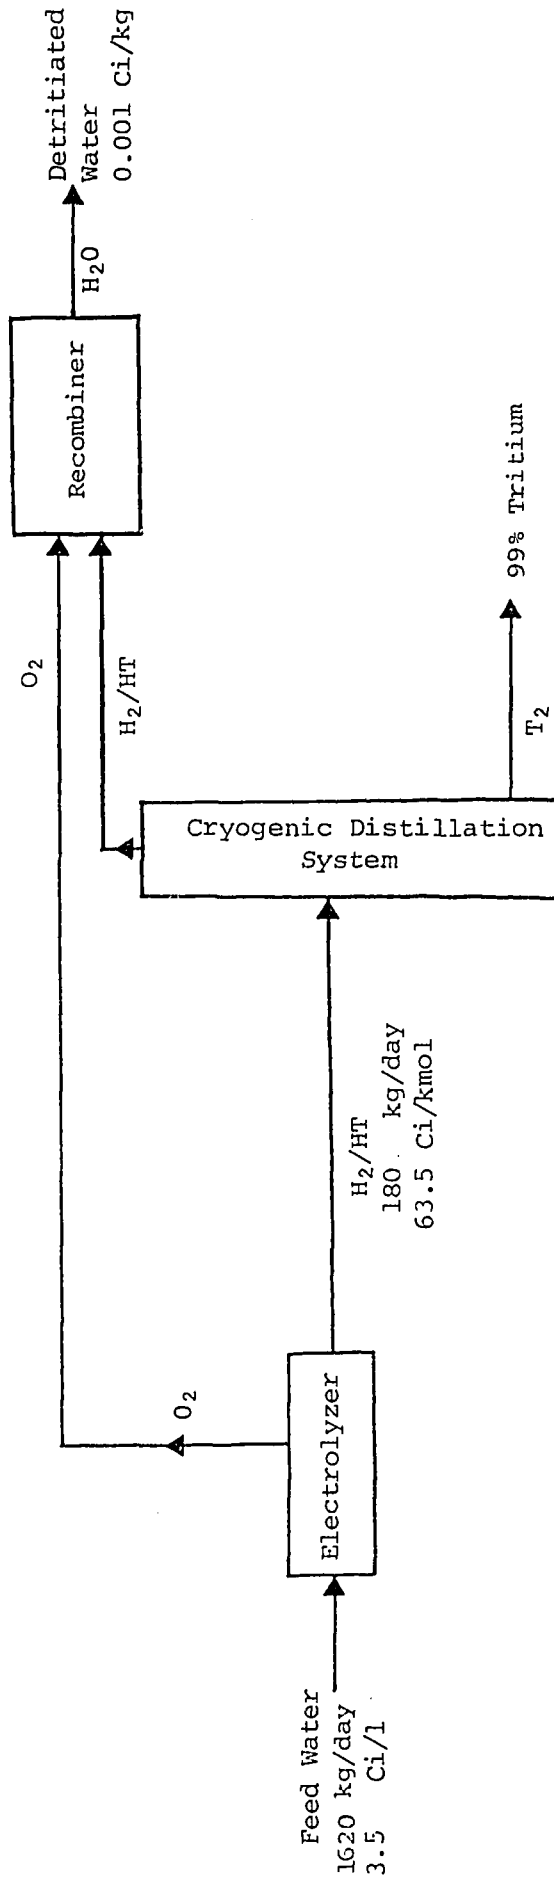 Feed Water
1620 kg/day
3.5 Ci/l
Electrolyzer
O2
H2/HT
180 kg/day
63.5 Ci/kmol
Cryogenic Distillation
System
H2/HT
O2
T2
99% Tritium
Recombiner
H2O
Detritiated
Water
0.001 Ci/kg